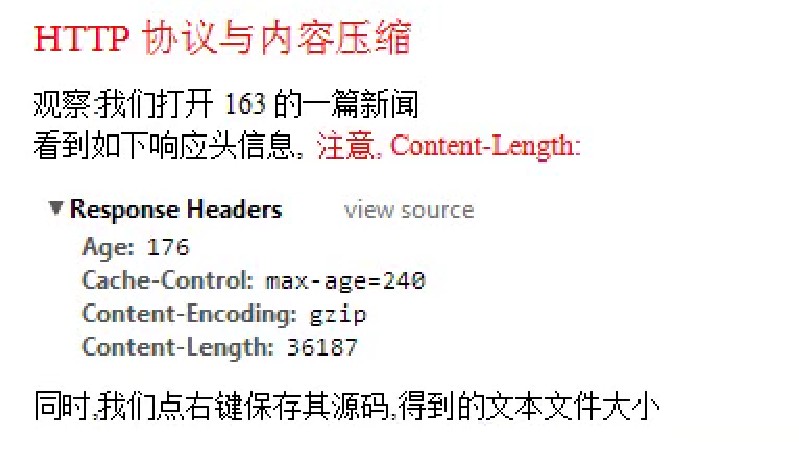 HTTP 协议与内容压缩
观察:我们打开 163 的一篇新闻
看到如下响应头信息, 注意, Content-Length:
▼Response Headers view source
Age: 176
Cache-Control: max-age=240
Content-Encoding: gzip
Content-Length: 36187
同时,我们点右键保存其源码,得到的文本文件大小